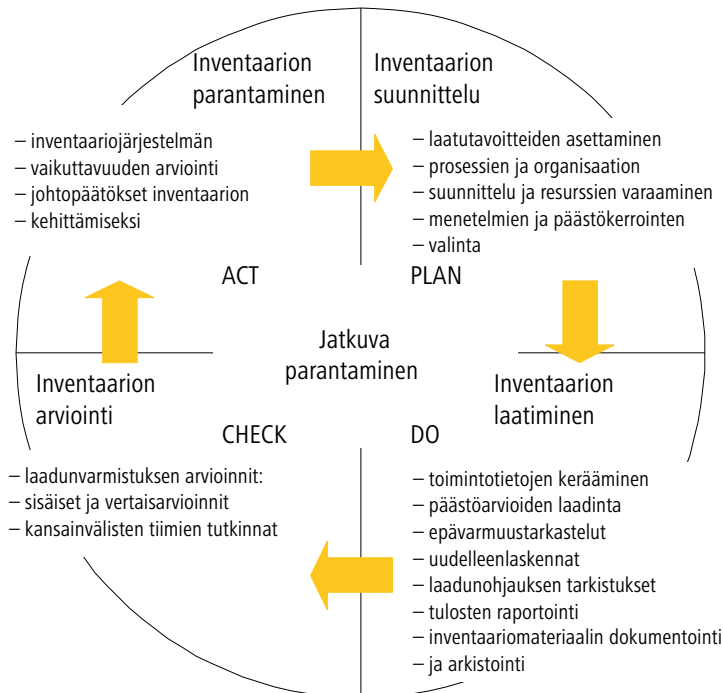 Inventaarion
parantaminen
– inventaariojärjestelmän
– vaikuttavuuden arviointi
– johtopäätökset inventaarion
– kehittämiseksi
ACT
Inventaarion
suunnittelu
– laatutavoitteiden asettaminen
– prosessien ja organisaation
– suunnittelu ja resurssien varaaminen
– menetelmien ja päästökerrointen
– valinta
PLAN
Jatkuva
parantaminen
Inventaarion
arviointi
CHECK
– laadunvarmistuksen arvioinnit:
– sisäiset ja vertaisarvioinnit
– kansainvälisten tiimien tutkinnat
Inventaarion
laatiminen
DO
– toimintotietojen kerääminen
– päästöarvioiden laadinta
– epävarmuustarkastelut
– uudelleenlaskennat
– laadunohjauksen tarkistukset
– tulosten raportointi
– inventaariomateriaalin dokumentointi
– ja arkistointi